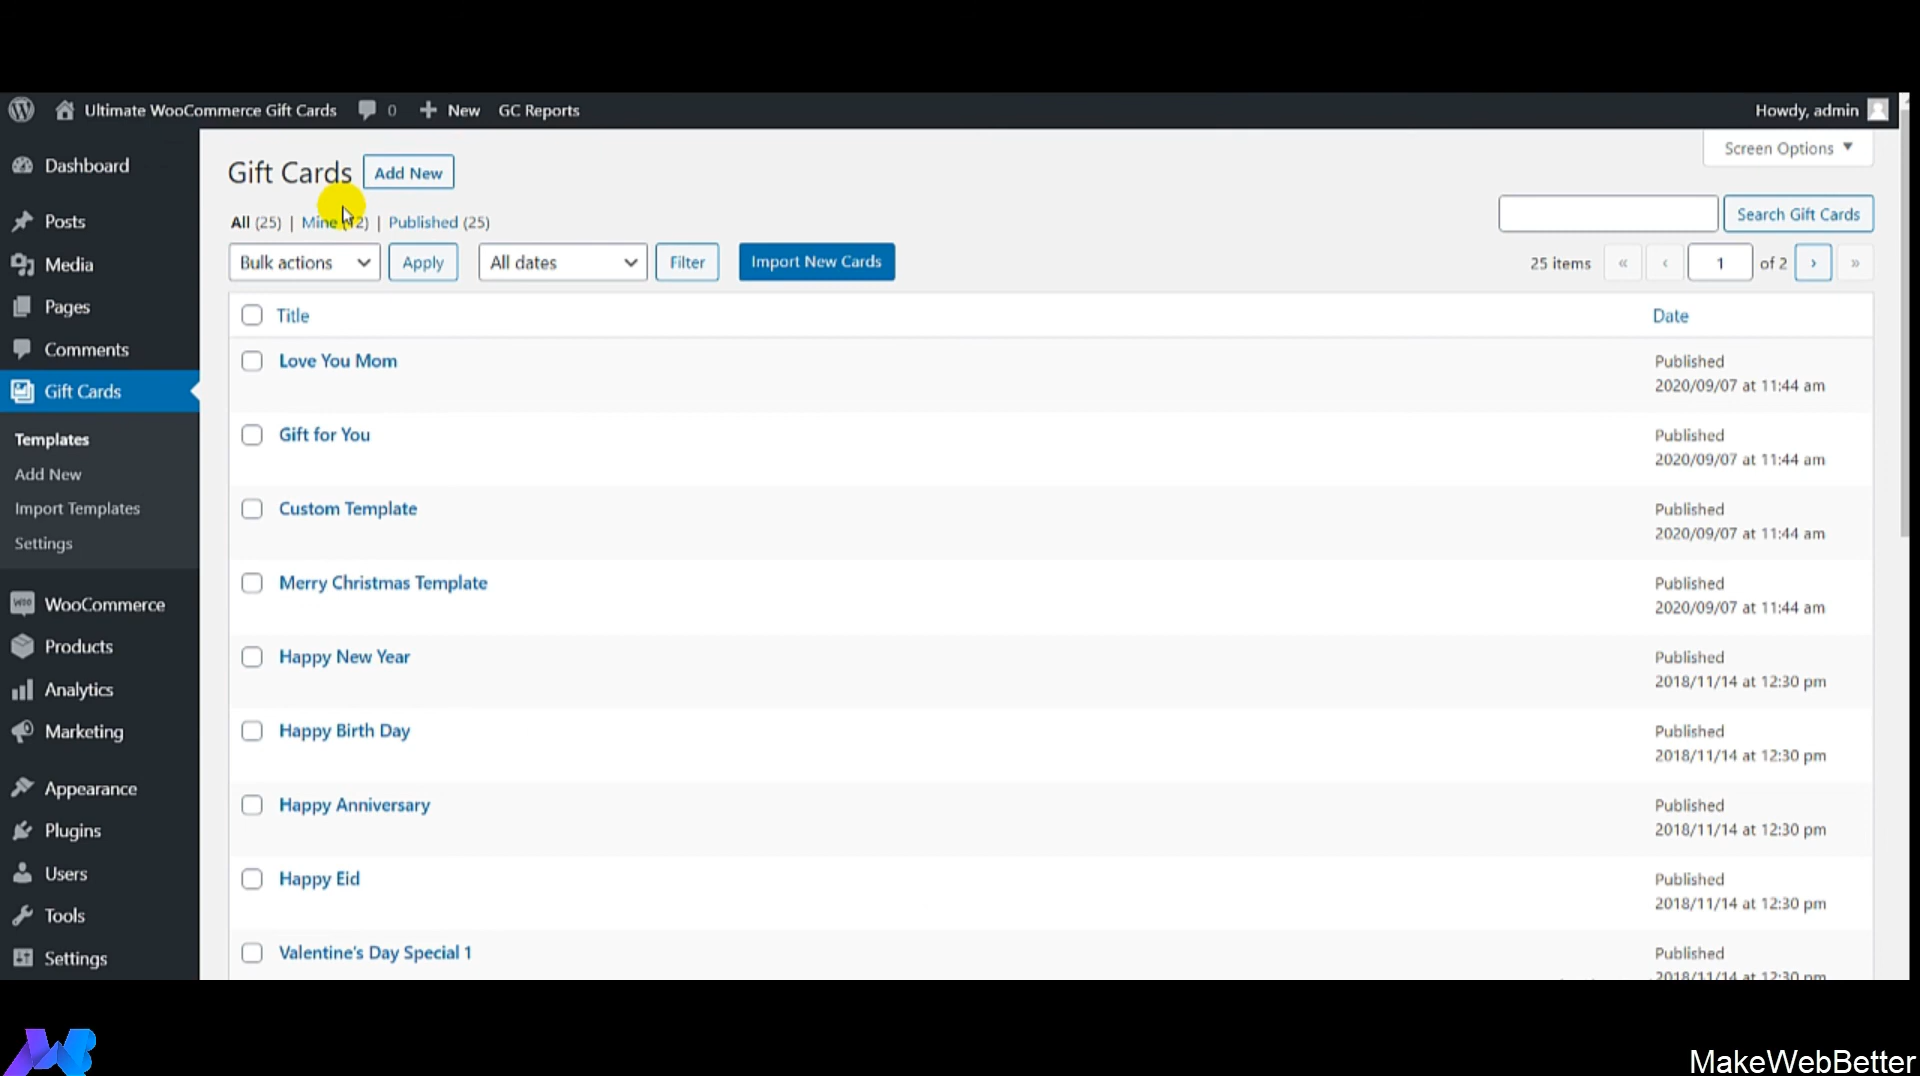 Ultimate WooCommerce Gift Cards 0 New GC Reports Howdy, admin
Dashboard
Posts
Media
Pages
Comments
Gift Cards
Templates
Add New
Import Templates
Settings
WooCommerce
Products
Analytics
Marketing
Appearance
Plugins
Users
Tools
Settings
Screen Options
Gift Cards Add New
All (25) | Mine (12) | Published (25)
Search Gift Cards
Bulk actions Apply All dates Filter Import New Cards 25 items « ‹ 1 of 2 › »
Title Date
Love You Mom Published
2020/09/07 at 11:44 am
Gift for You Published
2020/09/07 at 11:44 am
Custom Template Published
2020/09/07 at 11:44 am
Merry Christmas Template Published
2020/09/07 at 11:44 am
Happy New Year Published
2018/11/14 at 12:30 pm
Happy Birth Day Published
2018/11/14 at 12:30 pm
Happy Anniversary Published
2018/11/14 at 12:30 pm
Happy Eid Published
2018/11/14 at 12:30 pm
Valentine's Day Special 1 Published
2018/11/14 at 12:30 pm
MakeWebBetter